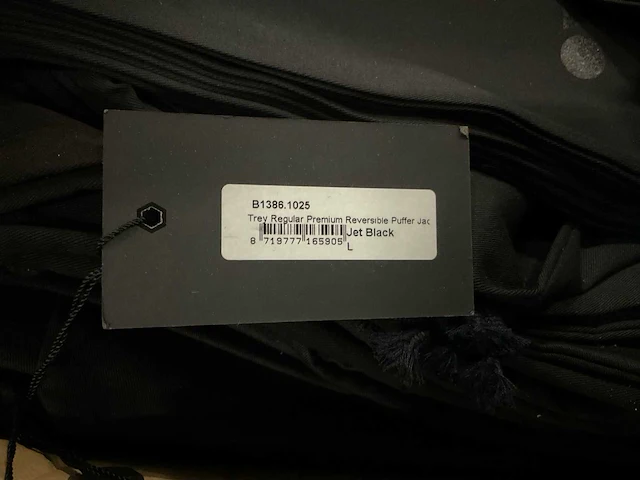 B1386.1025
Trey Regular Premium Reversible Puffer Jac
Jet Black
8 719777 165905
L